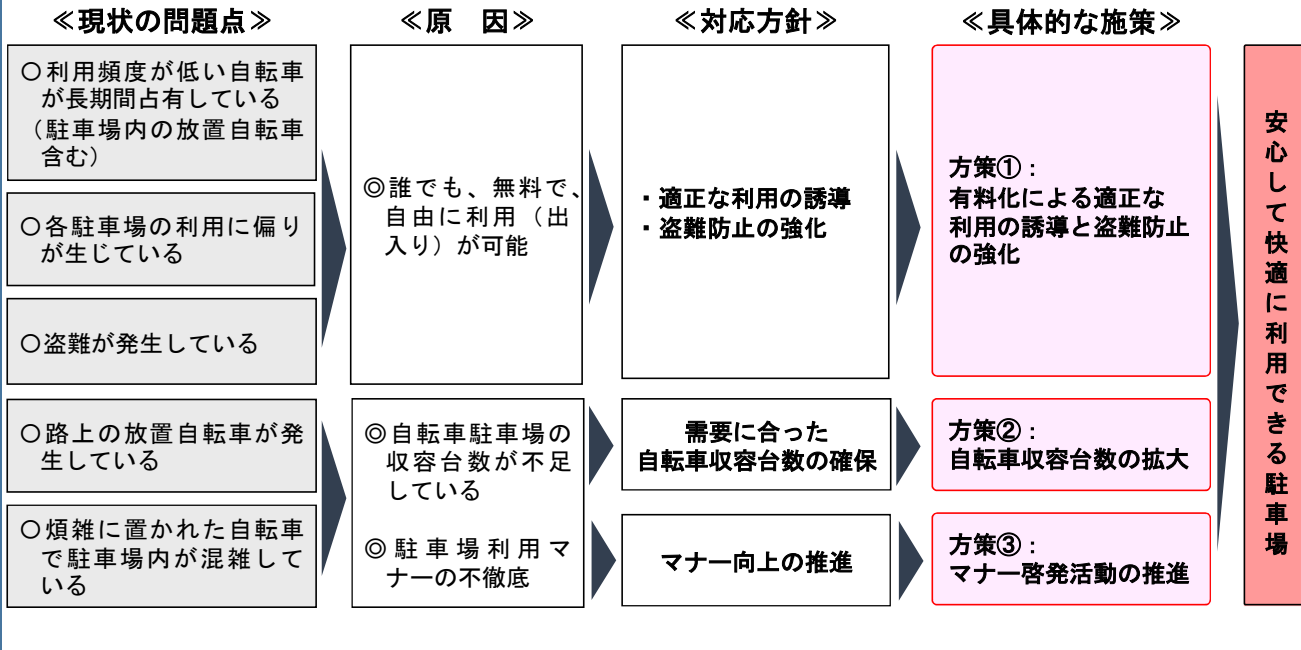 ≪現状の問題点≫
≪原　因≫
≪対応方針≫
≪具体的な施策≫
○利用頻度が低い自転車
が長期間占有している
（駐車場内の放置自転車
含む）
○各駐車場の利用に偏り
が生じている
○盗難が発生している
◎誰でも、無料で、
自由に利用（出
入り）が可能
・適正な利用の誘導
・盗難防止の強化
方策①：
有料化による適正な
利用の誘導と盗難防止
の強化
○路上の放置自転車が発
生している
○煩雑に置かれた自転車
で駐車場内が混雑して
いる
◎自転車駐車場の
収容台数が不足
している
◎駐車場利用マ
ナーの不徹底
需要に合った
自転車収容台数の確保
マナー向上の推進
方策②：
自転車収容台数の拡大
方策③：
マナー啓発活動の推進
安心して快適に利用できる駐車場